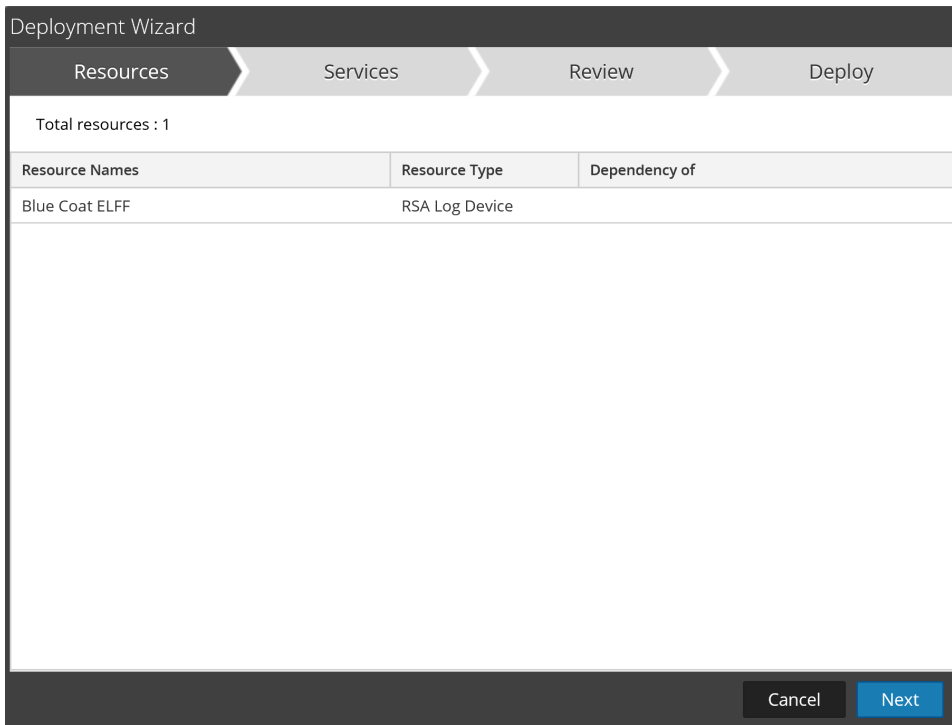 Deployment Wizard
Resources Services Review Deploy
Total resources : 1
Resource Names Resource Type Dependency of
Blue Coat ELFF RSA Log Device
Cancel Next